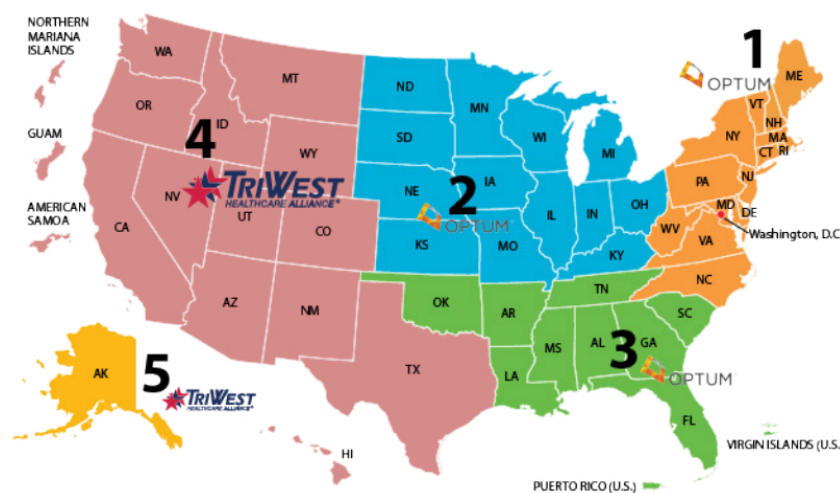 NORTHERN
MARIANA
ISLANDS
GUAM
AMERICAN
SAMOA
4
TRIWEST
HEALTHCARE ALLIANCE®
WA
OR
ID
MT
WY
NV
UT
CO
CA
AZ
NM
TX
HI
2
OPTUM
ND
SD
NE
KS
MN
IA
MO
WI
IL
MI
IN
OH
KY
1
OPTUM
ME
VT
NH
MA
CT RI
NY
NJ
PA
MD
DE
Washington, D.C
WV
VA
NC
3
OPTUM
OK
AR
LA
TN
MS
AL
GA
SC
FL
VIRGIN ISLANDS (U.S.
PUERTO RICO (U.S.)
5
TRIWEST
HEALTHCARE ALLIANCE®
AK